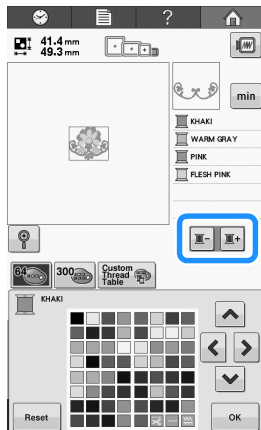 ?
41.4 mm
49.3 mm
min
KHAKI
WARM GRAY
PINK
FLESH PINK
- +
64
300
Custom
Thread
Table
KHAKI
Reset
OK